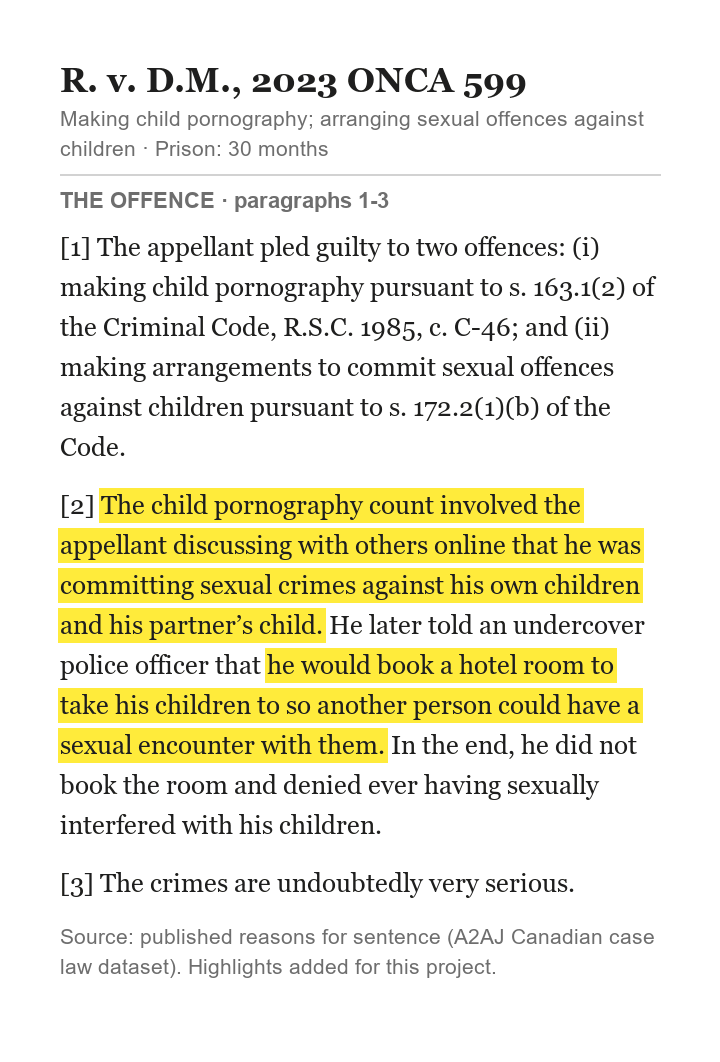 R. v. D.M., 2023 ONCA 599
Making child pornography; arranging sexual offences against
children · Prison: 30 months
THE OFFENCE · paragraphs 1-3
[1] The appellant pled guilty to two offences: (i)
making child pornography pursuant to s. 163.1(2) of
the Criminal Code, R.S.C. 1985, c. C-46; and (ii)
making arrangements to commit sexual offences
against children pursuant to s. 172.2(1)(b) of the
Code.
[2] The child pornography count involved the
appellant discussing with others online that he was
committing sexual crimes against his own children
and his partner’s child. He later told an undercover
police officer that he would book a hotel room to
take his children to so another person could have a
sexual encounter with them. In the end, he did not
book the room and denied ever having sexually
interfered with his children.
[3] The crimes are undoubtedly very serious.
Source: published reasons for sentence (A2AJ Canadian case
law dataset). Highlights added for this project.